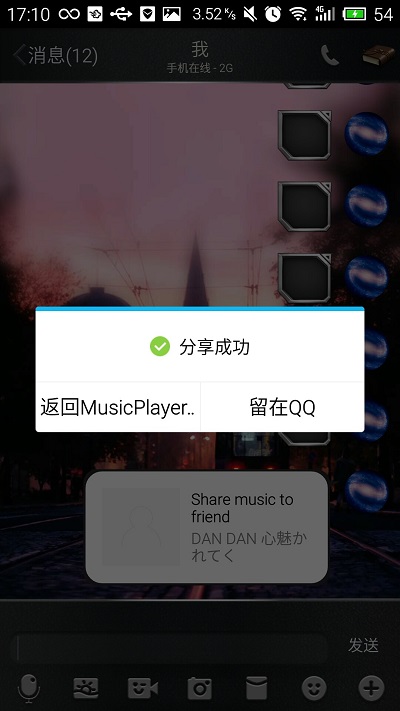 17:10 3.52 K/s 4G 54
消息(12)
我
手机在线 - 2G
分享成功
返回MusicPlayer..
留在QQ
Share music to
friend
DAN DAN 心魅か
れてく
发送